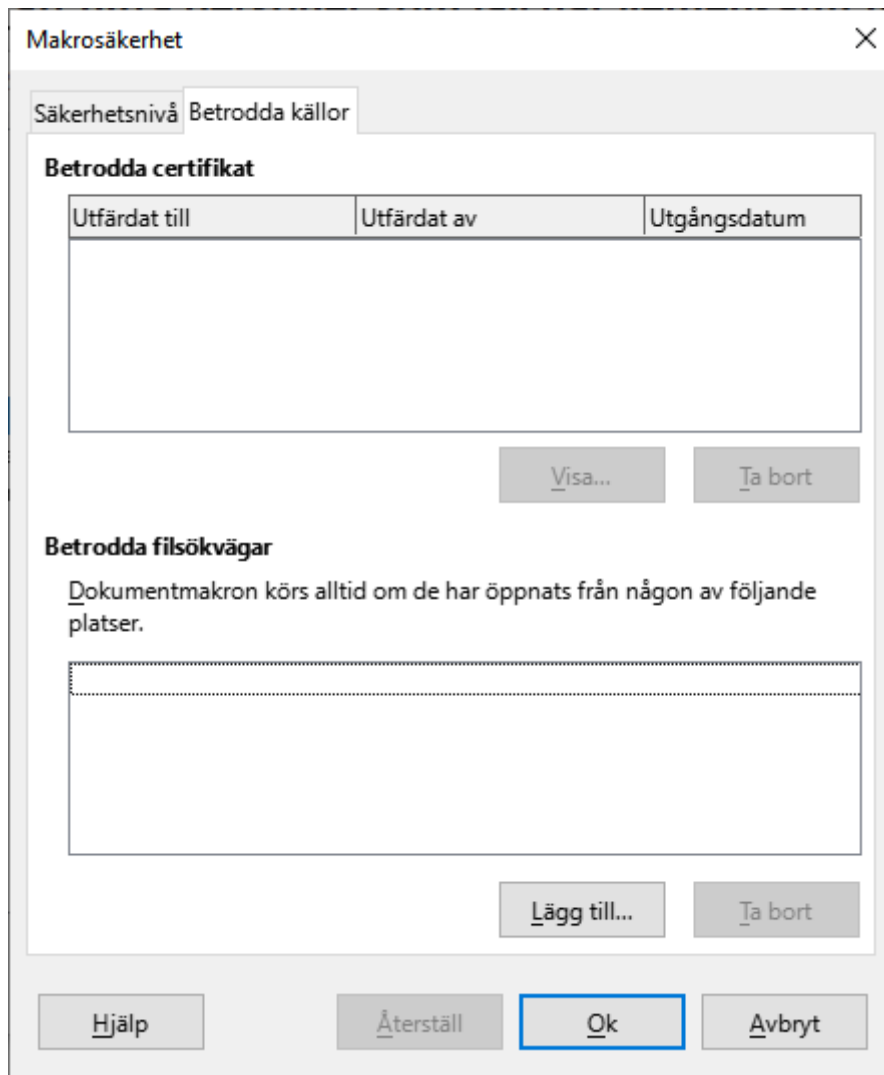 Makrosäkerhet
Säkerhetsnivå Betrodda källor
Betrodda certifikat
Utfärdat till Utfärdat av Utgångsdatum
Visa... Ta bort
Betrodda filsökvägar
Dokumentmakron körs alltid om de har öppnats från någon av följande
platser.
Lägg till... Ta bort
Hjälp Återställ Ok Avbryt